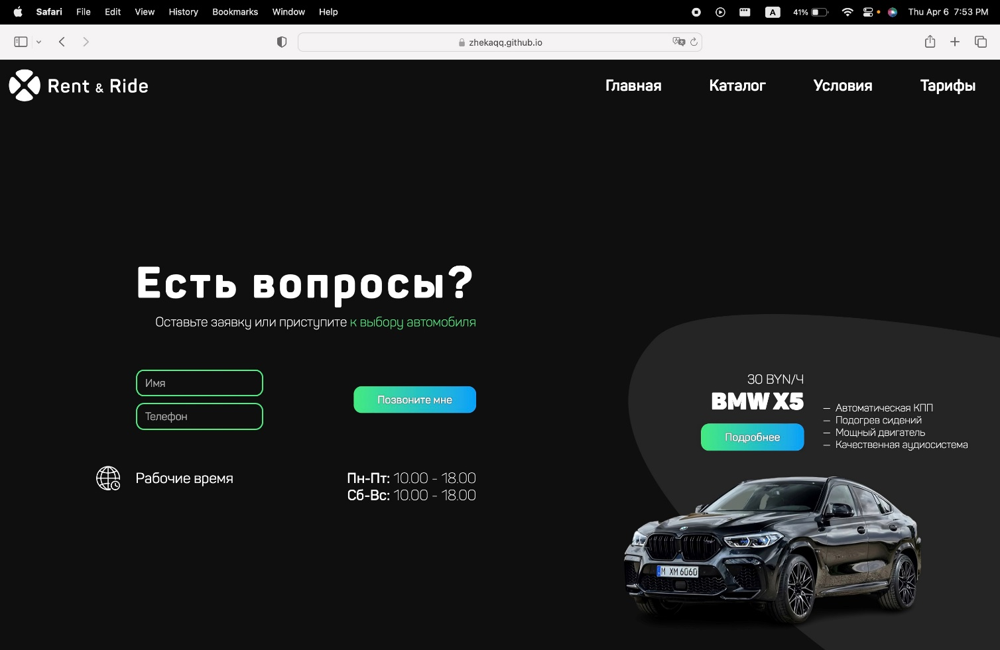 Safari File Edit View History Bookmarks Window Help A 41% Thu Apr 6 7:53 PM
zhekaqq.github.io
Rent & Ride Главная Каталог Условия Тарифы
Есть вопросы?
Оставьте заявку или приступите к выбору автомобиля
Имя
Телефон
Позвоните мне
Рабочие время
Пн-Пт: 10.00 - 18.00
Сб-Вс: 10.00 - 18.00
30 BYN/Ч
BMW X5
Подробнее
— Автоматическая КПП
— Подогрев сидений
— Мощный двигатель
— Качественная аудиосистема
M XM 6060